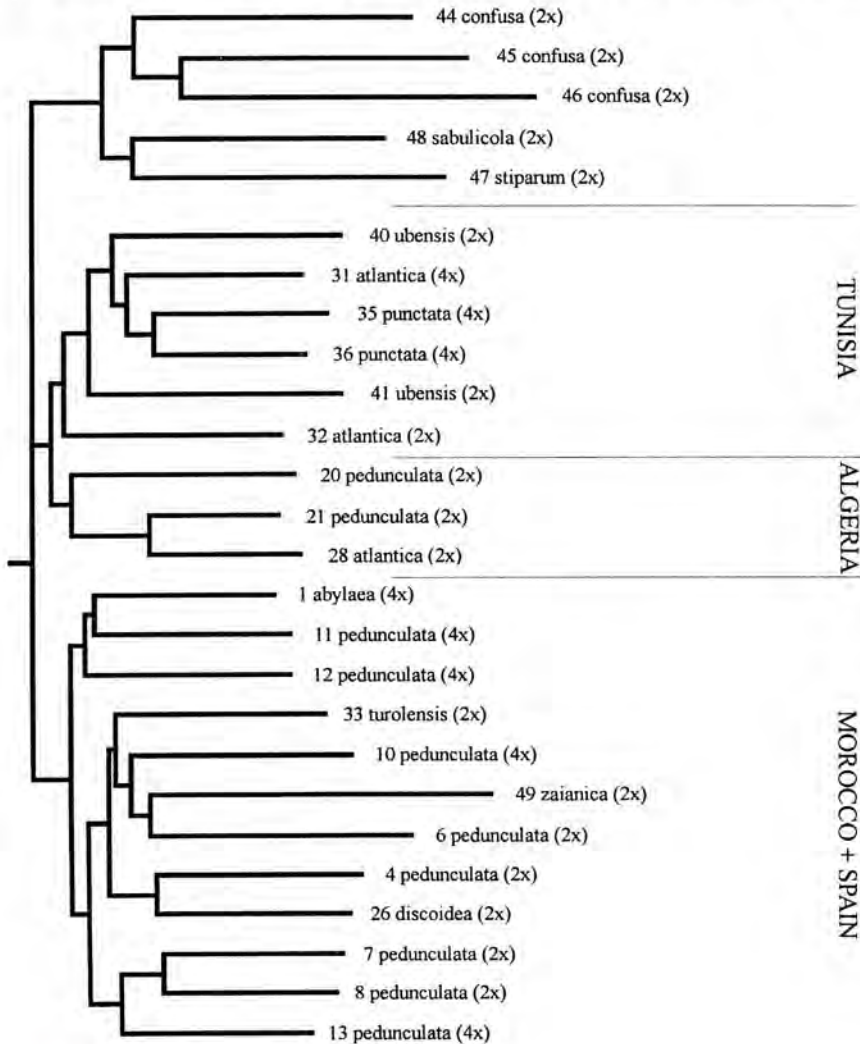 44 confusa (2x)
45 confusa (2x)
46 confusa (2x)
48 sabulicola (2x)
47 stiparum (2x)
40 ubensis (2x)
31 atlantica (4x)
35 punctata (4x)
36 punctata (4x)
41 ubensis (2x)
32 atlantica (2x)
TUNISIA
20 pedunculata (2x)
21 pedunculata (2x)
28 atlantica (2x)
ALGERIA
1 abylaea (4x)
11 pedunculata (4x)
12 pedunculata (4x)
33 turolensis (2x)
10 pedunculata (4x)
49 zaianica (2x)
6 pedunculata (2x)
4 pedunculata (2x)
26 discoidea (2x)
7 pedunculata (2x)
8 pedunculata (2x)
13 pedunculata (4x)
MOROCCO + SPAIN